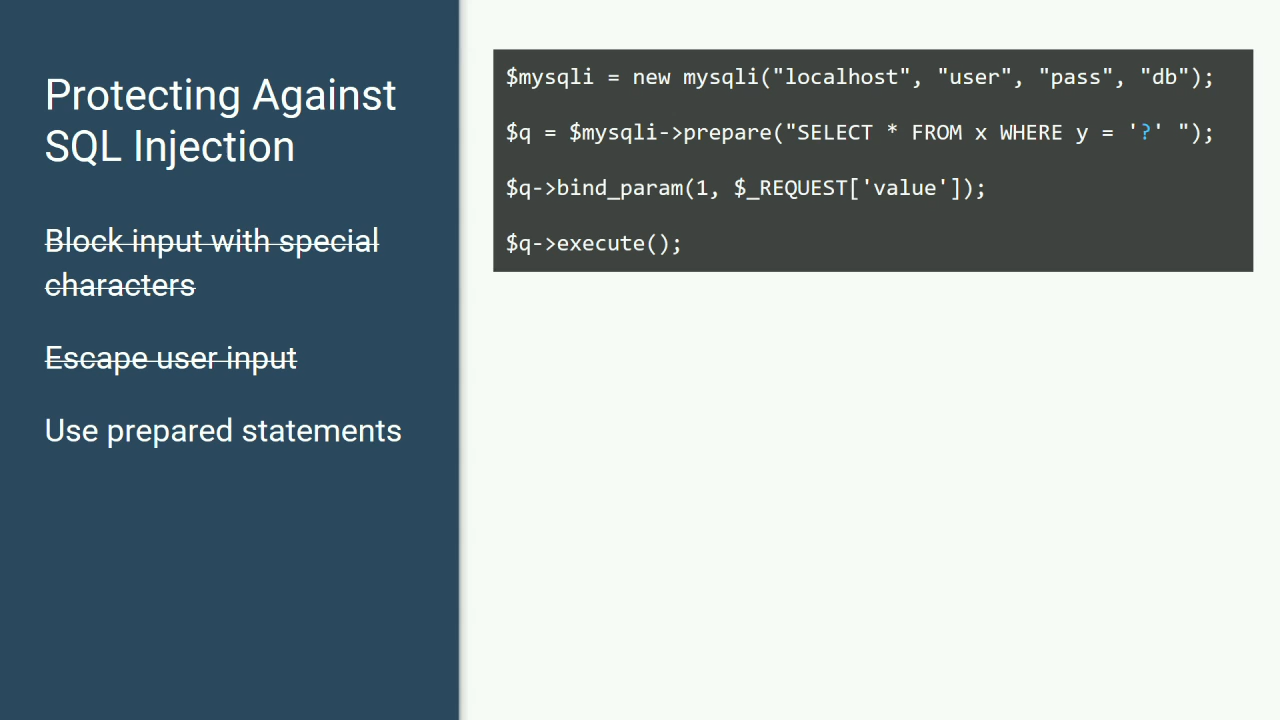 Protecting Against
SQL Injection
Block input with special
characters
Escape user input
Use prepared statements
$mysqli = new mysqli("localhost", "user", "pass", "db");
$q = $mysqli->prepare("SELECT * FROM x WHERE y = '?' ");
$q->bind_param(1, $_REQUEST['value']);
$q->execute();